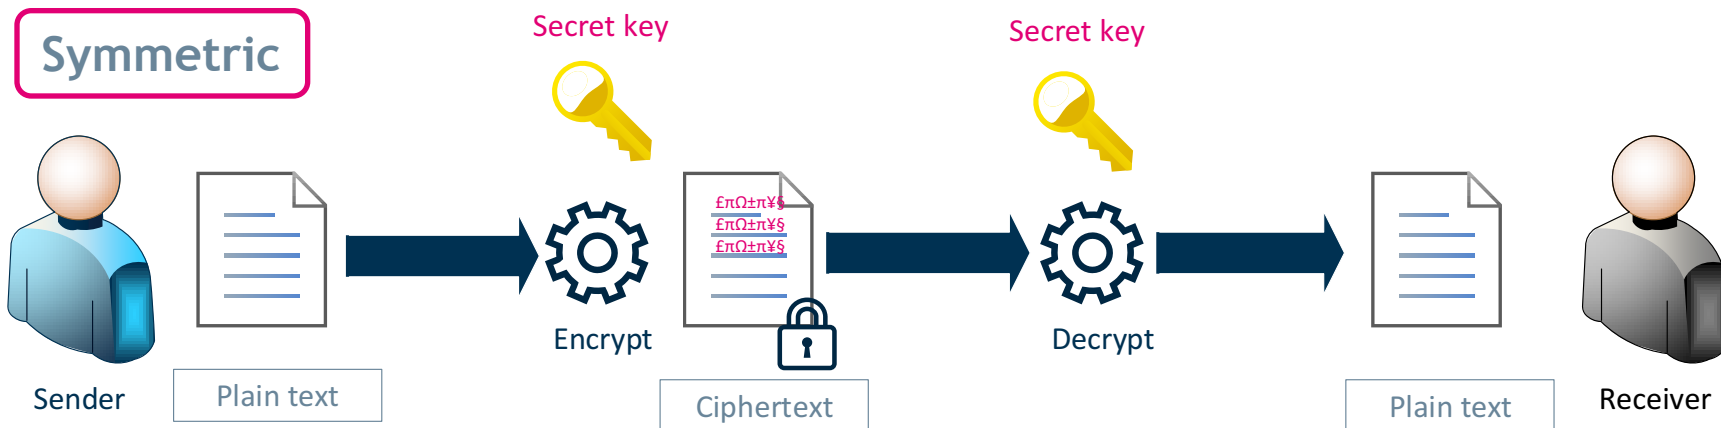 Symmetric
Secret key
Secret key
£πΩ±π¥§
£πΩ±π¥§
£πΩ±π¥§
Encrypt
Decrypt
Sender
Plain text
Ciphertext
Plain text
Receiver